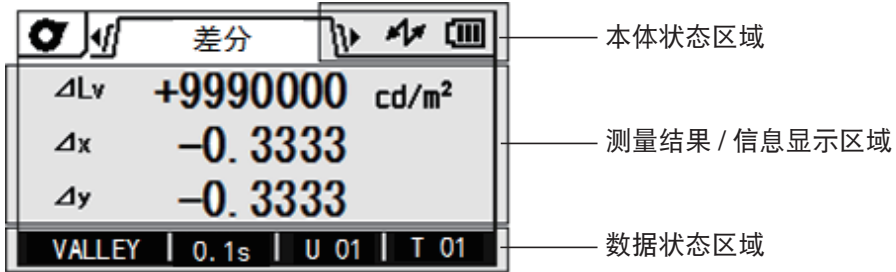 差分
本体状态区域
⊿Lv +9990000 cd/m²
⊿x -0.3333
⊿y -0.3333
测量结果 / 信息显示区域
VALLEY | 0.1s | U 01 | T 01
数据状态区域